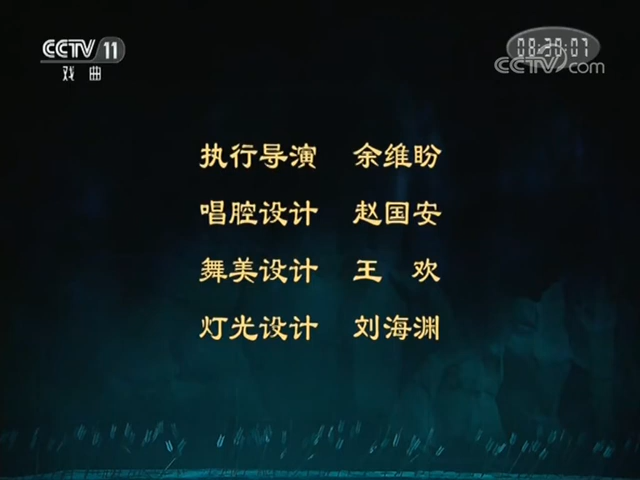 CCTV 11
戏曲
08:30:07
CCTV.com
执行导演 余维盼
唱腔设计 赵国安
舞美设计 王 欢
灯光设计 刘海渊